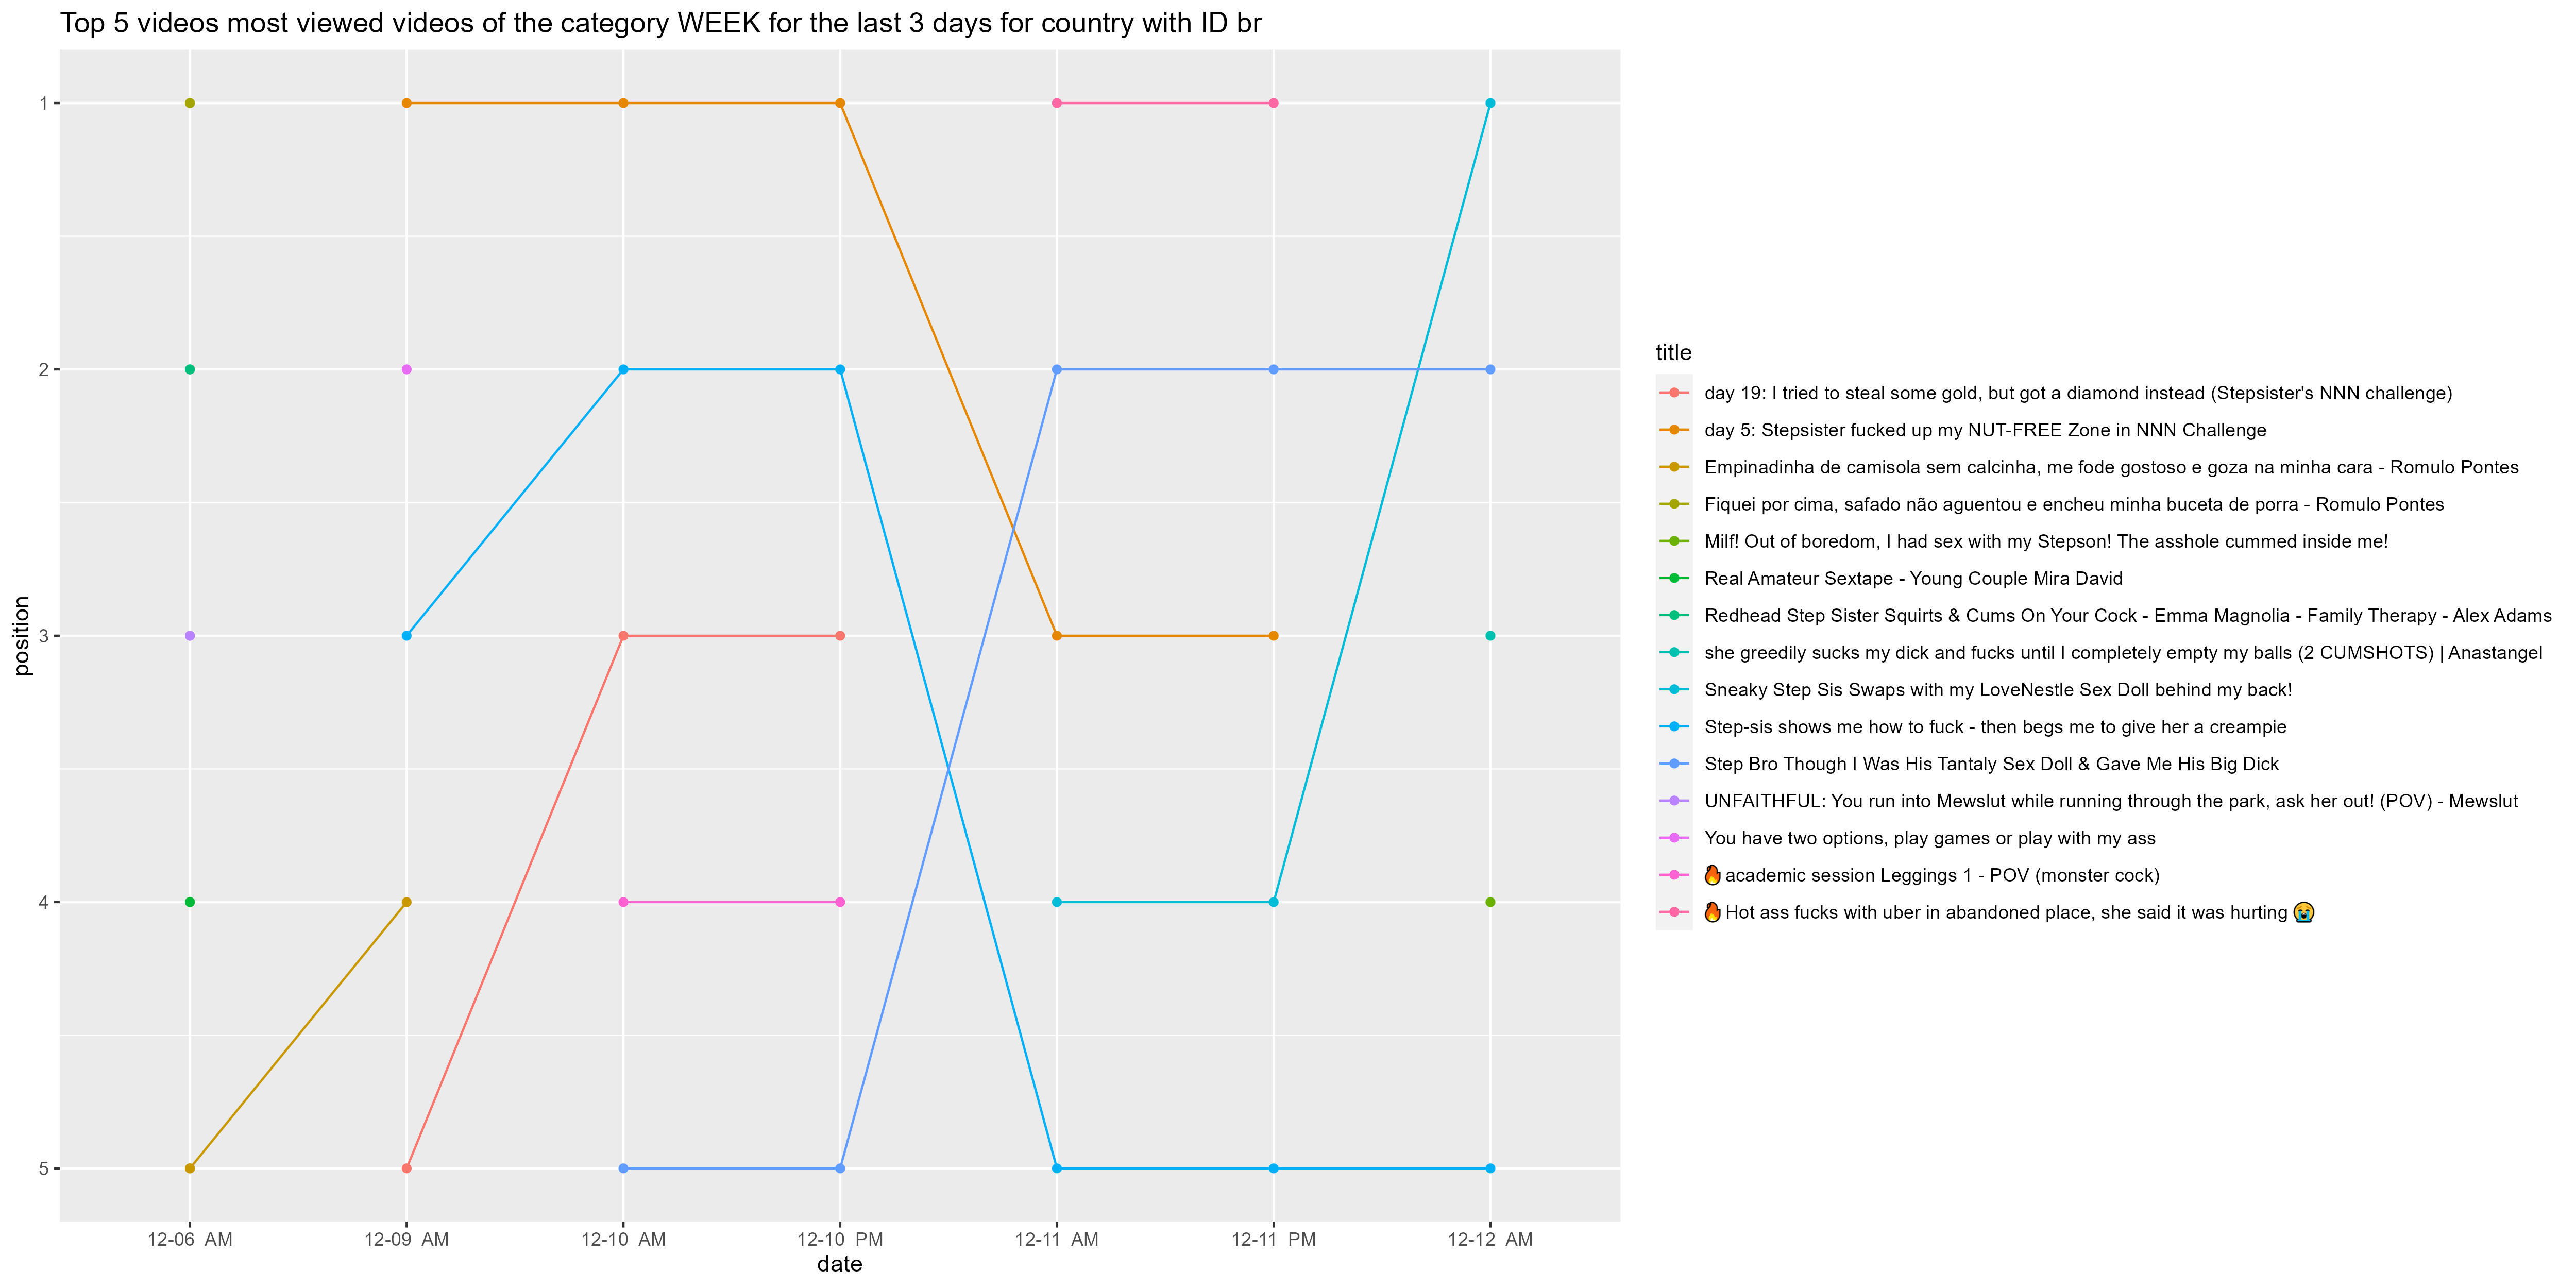 Top 5 videos most viewed videos of the category WEEK for the last 3 days for country with ID br
position
1
2
3
4
5
12-06 AM
12-09 AM
12-10 AM
12-10 PM
12-11 AM
12-11 PM
12-12 AM
date
title
day 19: I tried to steal some gold, but got a diamond instead (Stepsister's NNN challenge)
day 5: Stepsister fucked up my NUT-FREE Zone in NNN Challenge
Empinadinha de camisola sem calcinha, me fode gostoso e goza na minha cara - Romulo Pontes
Fiquei por cima, safado não aguentou e encheu minha buceta de porra - Romulo Pontes
Milf! Out of boredom, I had sex with my Stepson! The asshole cummed inside me!
Real Amateur Sextape - Young Couple Mira David
Redhead Step Sister Squirts & Cums On Your Cock - Emma Magnolia - Family Therapy - Alex Adams
she greedily sucks my dick and fucks until I completely empty my balls (2 CUMSHOTS) | Anastangel
Sneaky Step Sis Swaps with my LoveNestle Sex Doll behind my back!
Step-sis shows me how to fuck - then begs me to give her a creampie
Step Bro Though I Was His Tantaly Sex Doll & Gave Me His Big Dick
UNFAITHFUL: You run into Mewslut while running through the park, ask her out! (POV) - Mewslut
You have two options, play games or play with my ass
🔥 academic session Leggings 1 - POV (monster cock)
🔥 Hot ass fucks with uber in abandoned place, she said it was hurting 😭